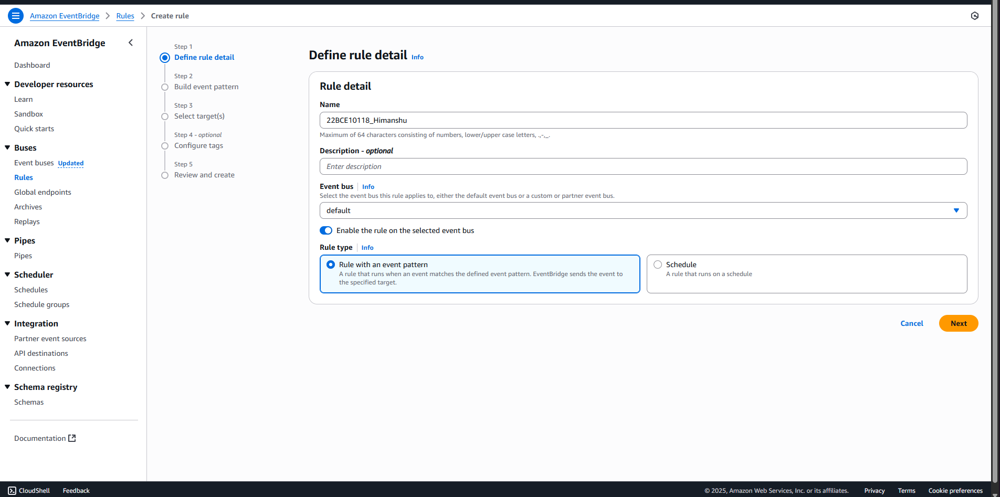 Amazon EventBridge > Rules > Create rule
Amazon EventBridge
Dashboard
Developer resources
Learn
Sandbox
Quick starts
Buses
Event buses Updated
Rules
Global endpoints
Archives
Replays
Pipes
Pipes
Scheduler
Schedules
Schedule groups
Integration
Partner event sources
API destinations
Connections
Schema registry
Schemas
Documentation
Step 1
Define rule detail
Step 2
Build event pattern
Step 3
Select target(s)
Step 4 - optional
Configure tags
Step 5
Review and create
Define rule detail Info
Rule detail
Name
22BCE10118_Himanshu
Maximum of 64 characters consisting of numbers, lower/upper case letters, .,-,_.
Description - optional
Enter description
Event bus Info
Select the event bus this rule applies to, either the default event bus or a custom or partner event bus.
default
Enable the rule on the selected event bus
Rule type Info
Rule with an event pattern
A rule that runs when an event matches the defined event pattern. EventBridge sends the event to
the specified target.
Schedule
A rule that runs on a schedule
Cancel Next
CloudShell Feedback © 2025, Amazon Web Services, Inc. or its affiliates. Privacy Terms Cookie preferences